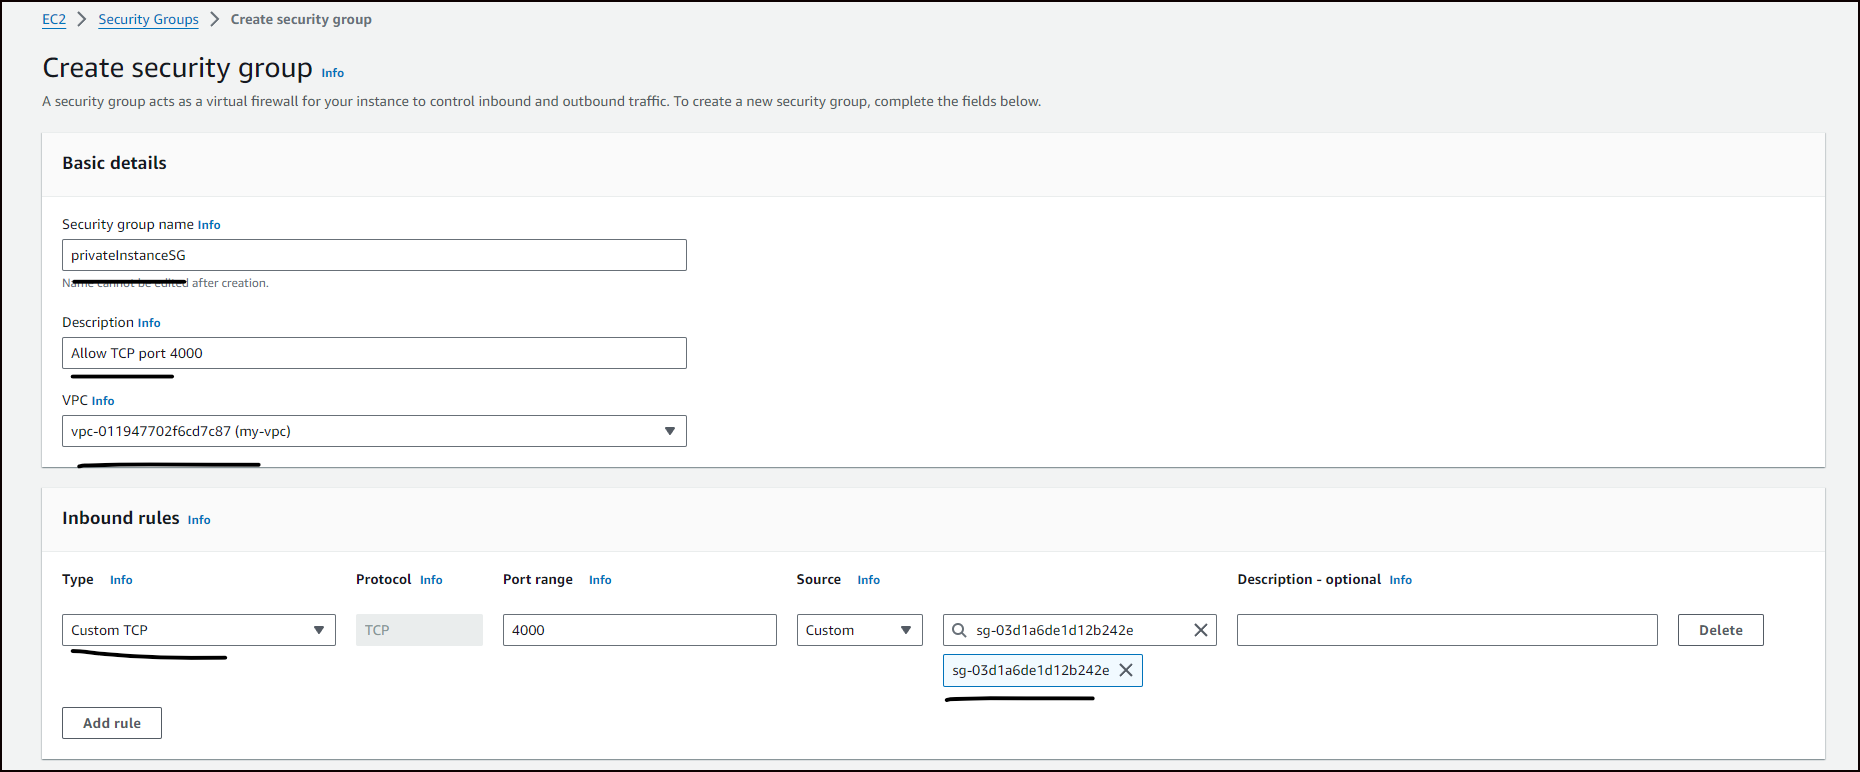 EC2 > Security Groups > Create security group
Create security group Info
A security group acts as a virtual firewall for your instance to control inbound and outbound traffic. To create a new security group, complete the fields below.
Basic details
Security group name Info
privateInstanceSG
Name cannot be edited after creation.
Description Info
Allow TCP port 4000
VPC Info
vpc-011947702f6cd7c87 (my-vpc)
Inbound rules Info
Type Info Protocol Info Port range Info Source Info Description - optional Info
Custom TCP TCP 4000 Custom sg-03d1a6de1d12b242e Delete
sg-03d1a6de1d12b242e
Add rule